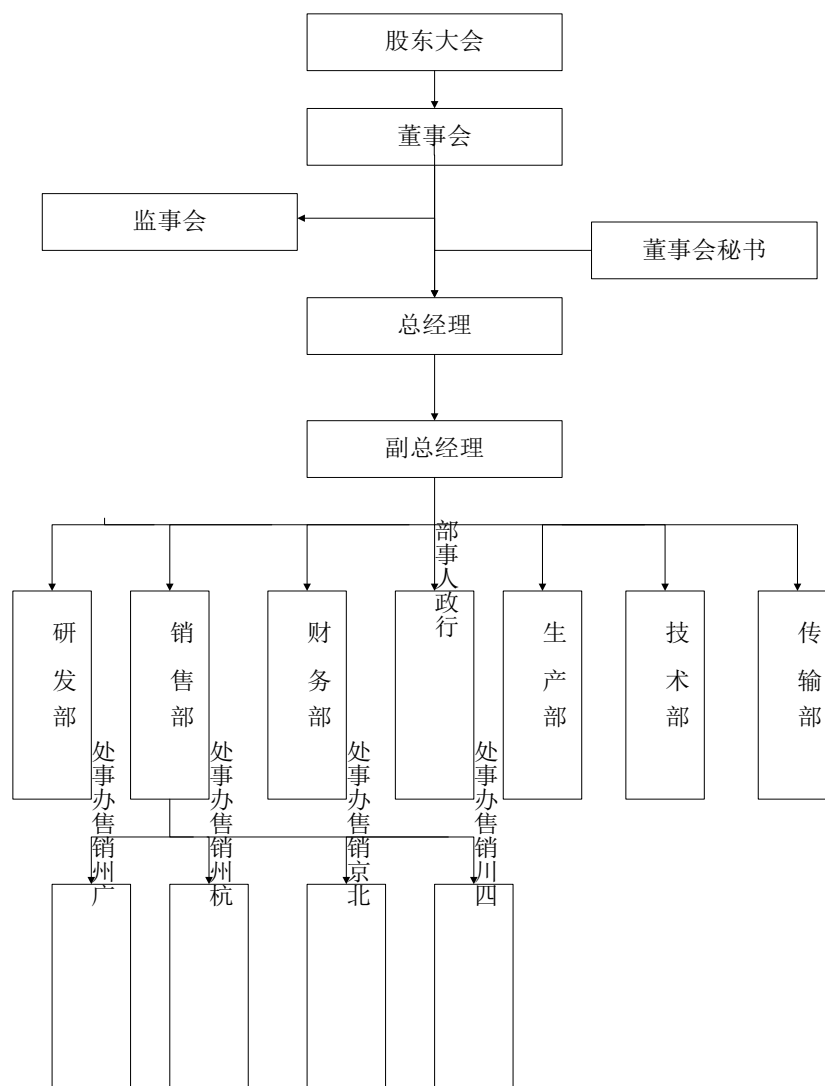 股东大会
董事会
监事会
董事会秘书
总经理
副总经理
研发部
销售部
财务部
部事人政行
生产部
技术部
传输部
处事办售销州广
处事办售销州杭
处事办售销京北
处事办售销川四